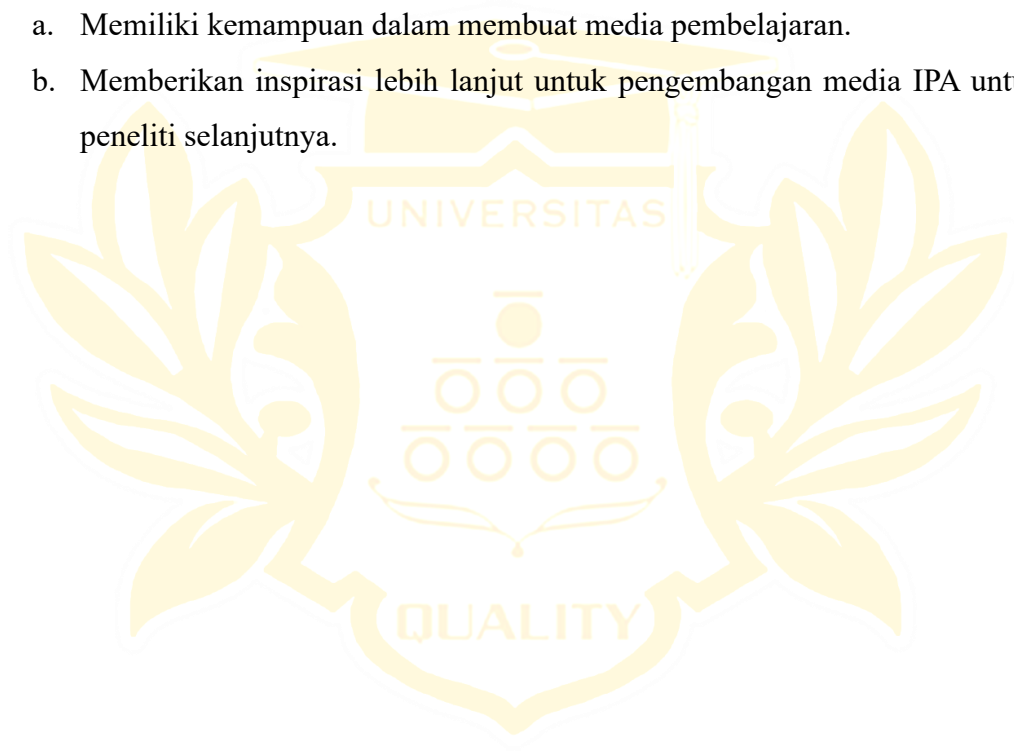 a. Memiliki kemampuan dalam membuat media pembelajaran.
b. Memberikan inspirasi lebih lanjut untuk pengembangan media IPA unt
peneliti selanjutnya.
UNIVERSITAS
QUALITY